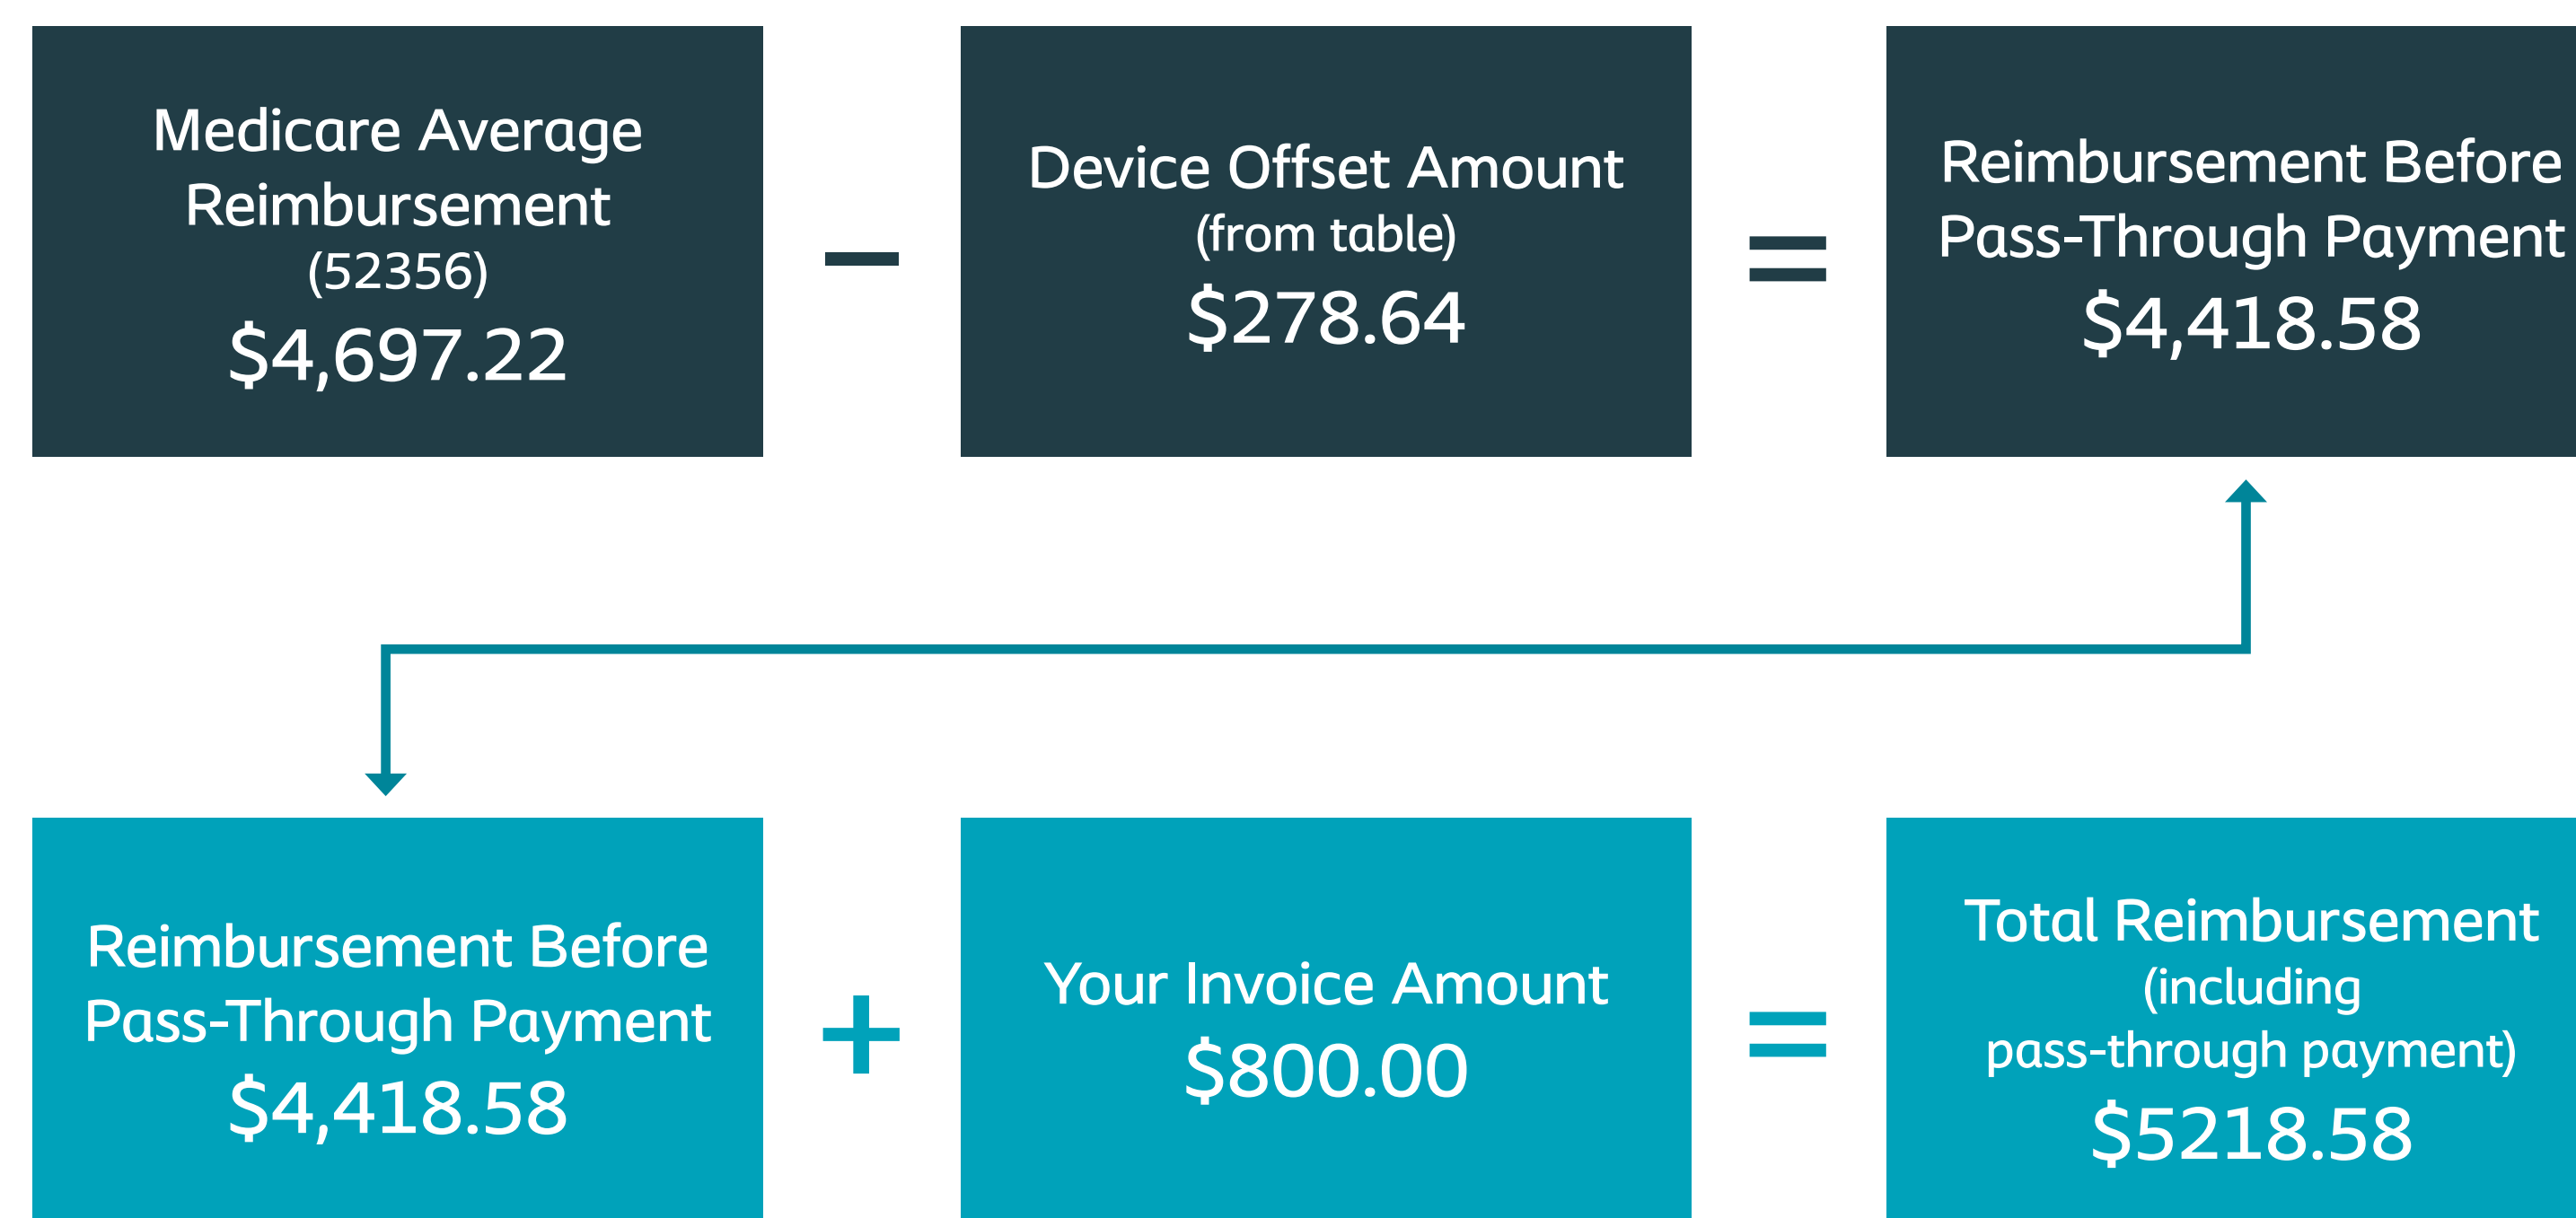 Medicare Average
Reimbursement
(52356)
$4,697.22
−
Device Offset Amount
(from table)
$278.64
=
Reimbursement Before
Pass-Through Payment
$4,418.58
Reimbursement Before
Pass-Through Payment
$4,418.58
+
Your Invoice Amount
$800.00
=
Total Reimbursement
(including
pass-through payment)
$5218.58